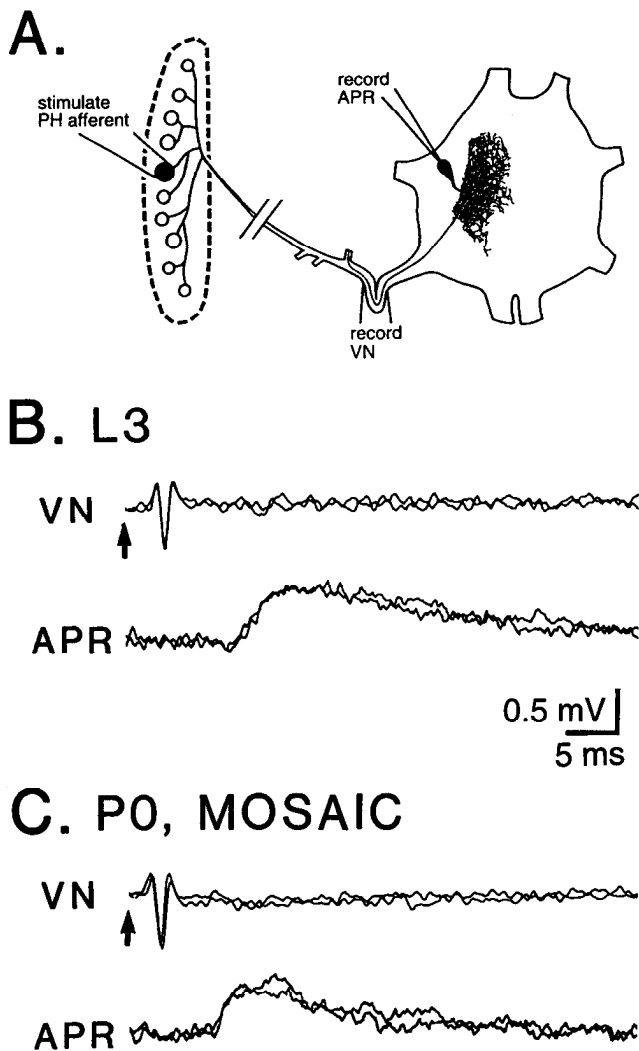 A.
stimulate
PH afferent
record
APR
record
VN
B. L3
VN
APR
0.5 mV
5 ms
C. P0, MOSAIC
VN
APR